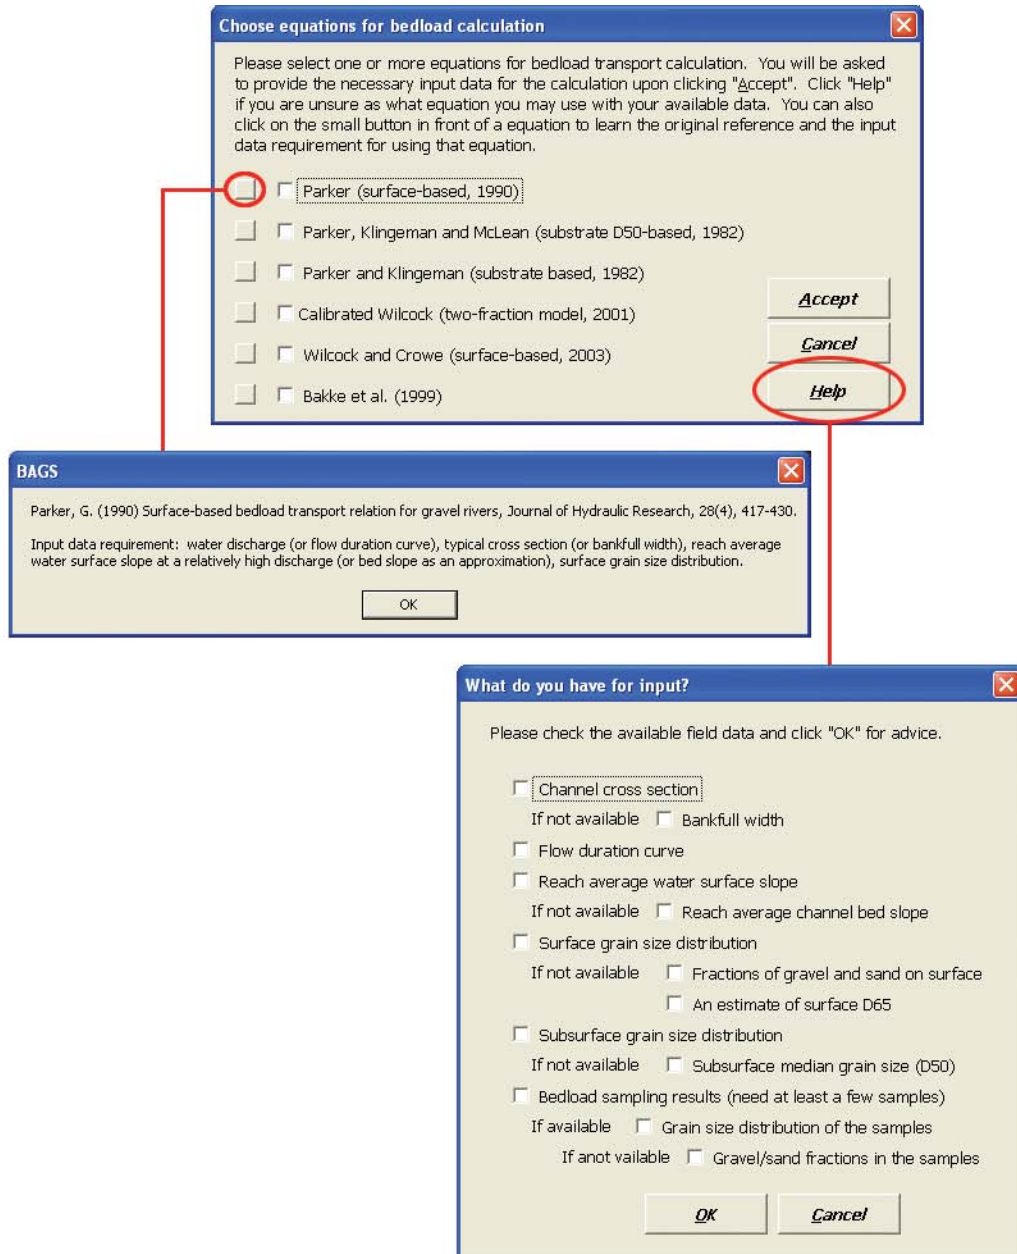 Choose equations for bedload calculation
Please select one or more equations for bedload transport calculation. You will be asked
to provide the necessary input data for the calculation upon clicking "Accept". Click "Help"
if you are unsure as what equation you may use with your available data. You can also
click on the small button in front of a equation to learn the original reference and the input
data requirement for using that equation.
Parker (surface-based, 1990)
Parker, Klingeman and McLean (substrate D50-based, 1982)
Parker and Klingeman (substrate based, 1982)
Calibrated Wilcock (two-fraction model, 2001)
Wilcock and Crowe (surface-based, 2003)
Bakke et al. (1999)
Accept
Cancel
Help
BAGS
Parker, G. (1990) Surface-based bedload transport relation for gravel rivers, Journal of Hydraulic Research, 28(4), 417-430.
Input data requirement: water discharge (or flow duration curve), typical cross section (or bankfull width), reach average
water surface slope at a relatively high discharge (or bed slope as an approximation), surface grain size distribution.
OK
What do you have for input?
Please check the available field data and click "OK" for advice.
Channel cross section
If not available Bankfull width
Flow duration curve
Reach average water surface slope
If not available Reach average channel bed slope
Surface grain size distribution
If not available Fractions of gravel and sand on surface
An estimate of surface D65
Subsurface grain size distribution
If not available Subsurface median grain size (D50)
Bedload sampling results (need at least a few samples)
If available Grain size distribution of the samples
If anot vailable Gravel/sand fractions in the samples
OK Cancel